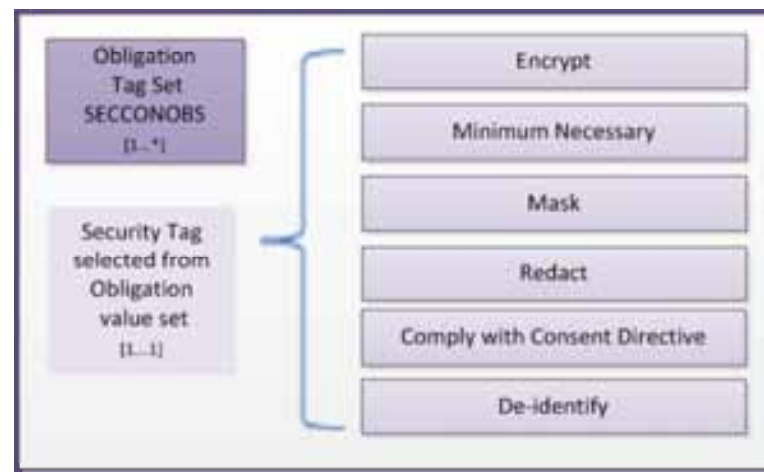 Obligation
Tag Set
SECCONOBS
[1...*]
Security Tag
selected from
Obligation
value set
[1...1]
Encrypt
Minimum Necessary
Mask
Redact
Comply with Consent Directive
De-identify